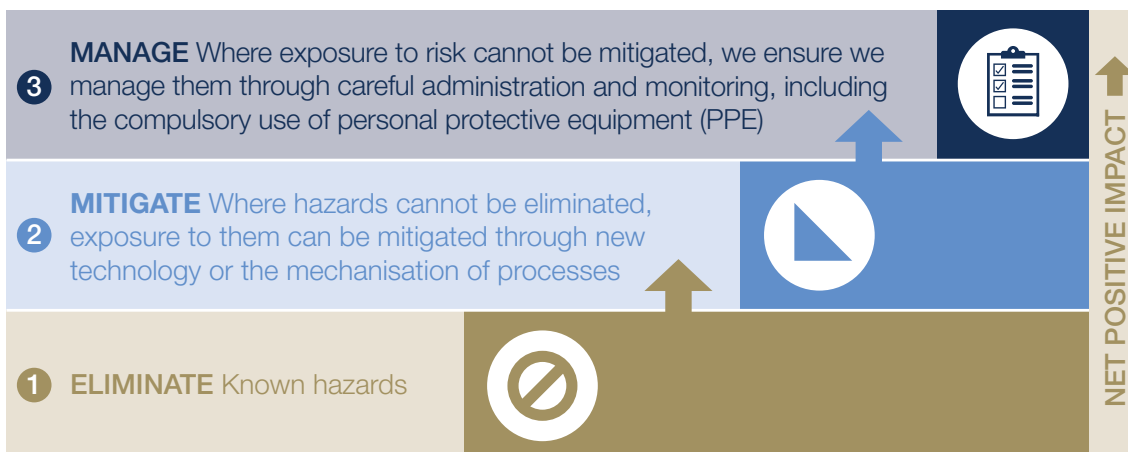 3
MANAGE Where exposure to risk cannot be mitigated, we ensure we
manage them through careful administration and monitoring, including
the compulsory use of personal protective equipment (PPE)
2
MITIGATE Where hazards cannot be eliminated,
exposure to them can be mitigated through new
technology or the mechanisation of processes
1
ELIMINATE Known hazards
NET POSITIVE IMPACT